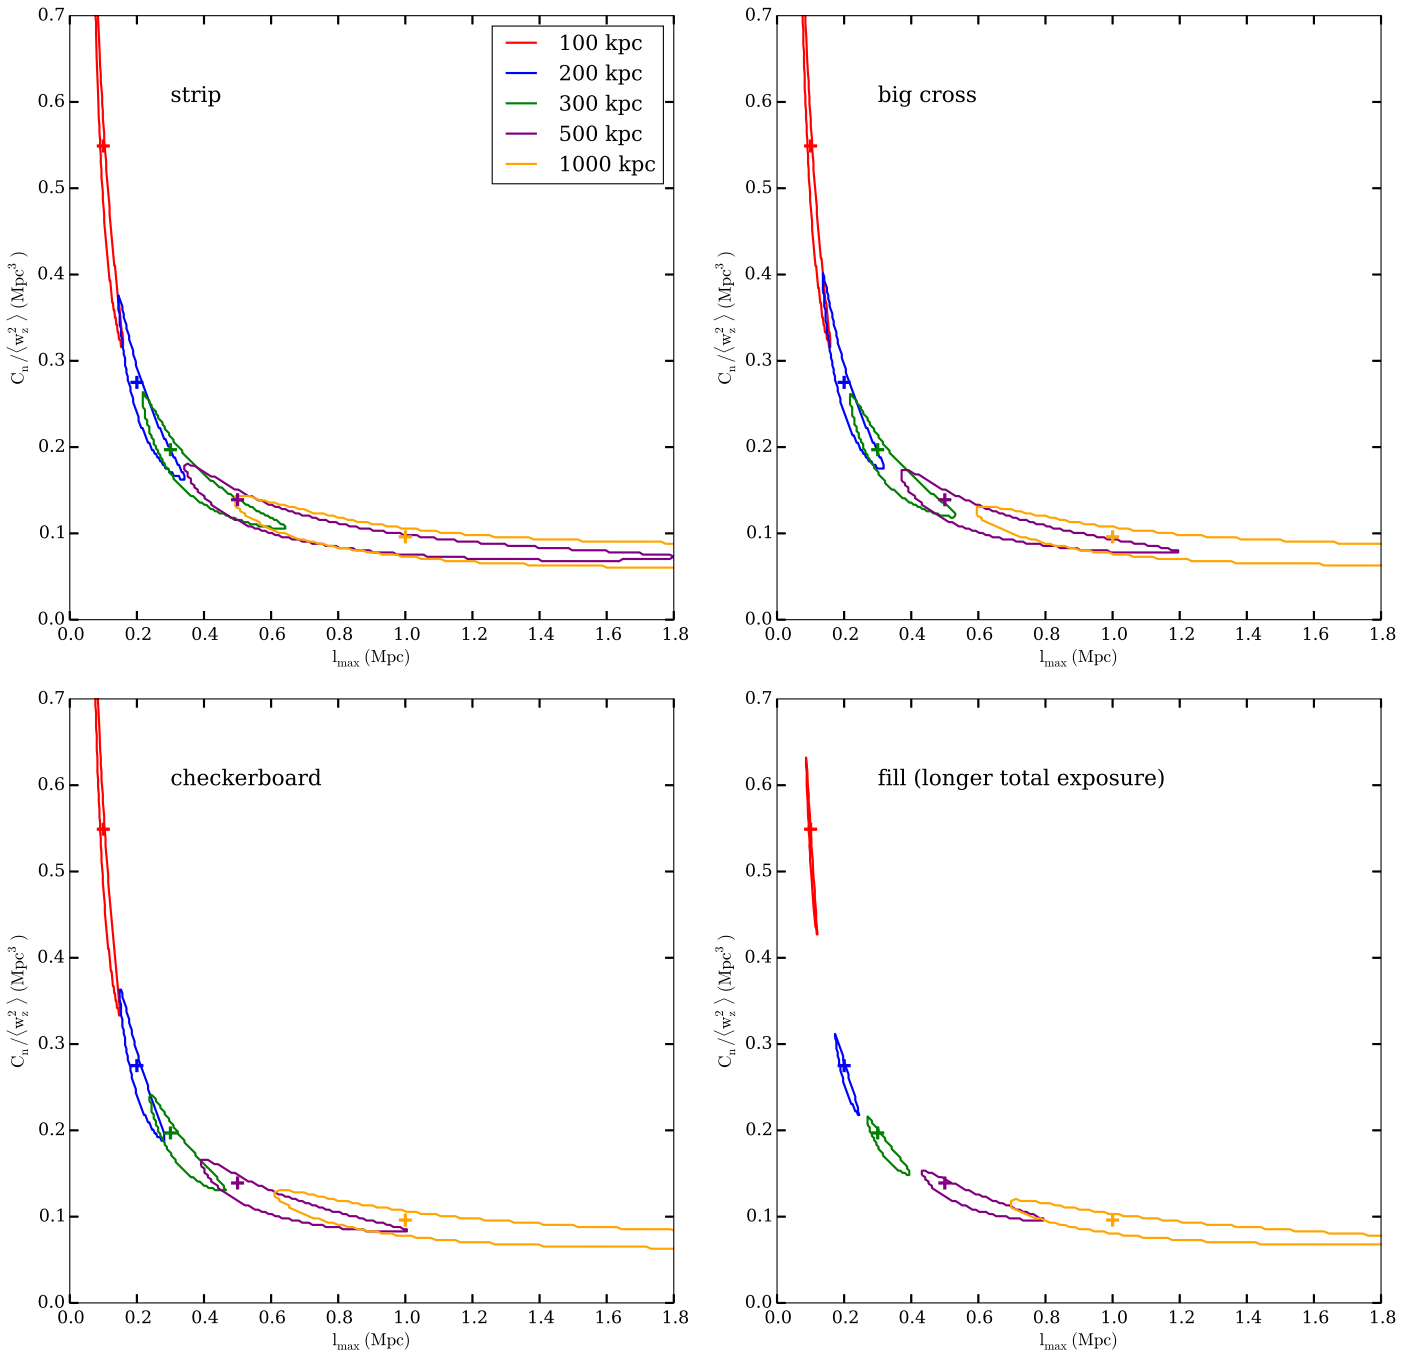 0.7
0.6
0.5
0.4
0.3
0.2
0.1
0.0
C_n/⟨w_z^2⟩ (Mpc^3)
strip
100 kpc
200 kpc
300 kpc
500 kpc
1000 kpc
0.0 0.2 0.4 0.6 0.8 1.0 1.2 1.4 1.6 1.8
l_max (Mpc)
0.7
0.6
0.5
0.4
0.3
0.2
0.1
0.0
C_n/⟨w_z^2⟩ (Mpc^3)
big cross
0.0 0.2 0.4 0.6 0.8 1.0 1.2 1.4 1.6 1.8
l_max (Mpc)
0.7
0.6
0.5
0.4
0.3
0.2
0.1
0.0
C_n/⟨w_z^2⟩ (Mpc^3)
checkerboard
0.0 0.2 0.4 0.6 0.8 1.0 1.2 1.4 1.6 1.8
l_max (Mpc)
0.7
0.6
0.5
0.4
0.3
0.2
0.1
0.0
C_n/⟨w_z^2⟩ (Mpc^3)
fill (longer total exposure)
0.0 0.2 0.4 0.6 0.8 1.0 1.2 1.4 1.6 1.8
l_max (Mpc)